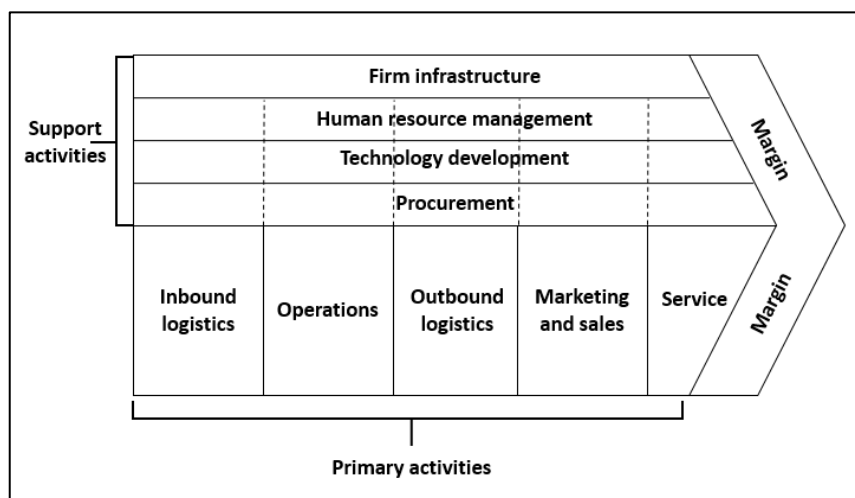 Firm infrastructure
Human resource management
Support
activities
Technology development
Procurement
Margin
Inbound
logistics
Operations
Outbound
logistics
Marketing
and sales
Service
Margin
Primary activities